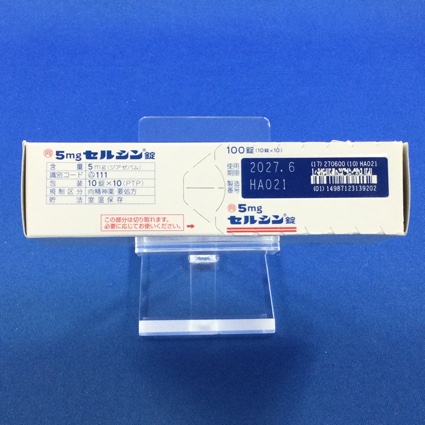 向 5mgセルシン®錠
含量 5mg(ジアゼパム)
識別コード 111
包装 10錠×10(PTP)
規制区分 向精神薬 要処方
貯法 室温保存
この部分は切り取れます。
必要に応じてお使いください。
100錠(10錠×10)
使用期限 2027.6
製造番号 HA021
(17) 270600 (10) HA021
(01) 14987123139202
向 5mg
セルシン®錠